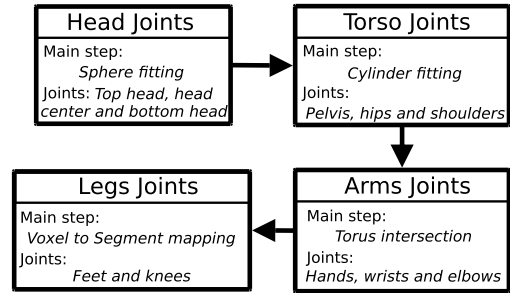 Head Joints
Main step:
Sphere fitting
Joints: Top head, head
center and bottom head
Torso Joints
Main step:
Cylinder fitting
Joints:
Pelvis, hips and shoulders
Arms Joints
Main step:
Torus intersection
Joints:
Hands, wrists and elbows
Legs Joints
Main step:
Voxel to Segment mapping
Joints:
Feet and knees